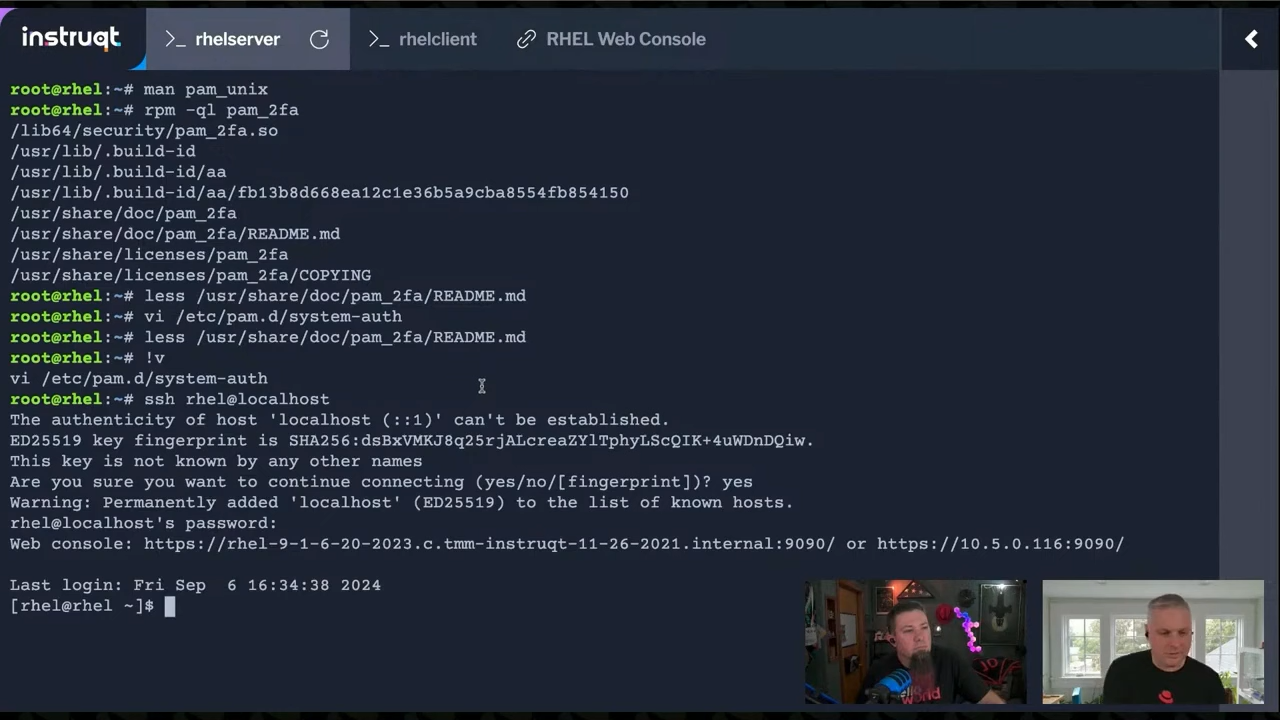 instruqt
>_ rhelserver
>_ rhelclient
RHEL Web Console
root@rhel:~# man pam_unix
root@rhel:~# rpm -ql pam_2fa
/lib64/security/pam_2fa.so
/usr/lib/.build-id
/usr/lib/.build-id/aa
/usr/lib/.build-id/aa/fb13b8d668ea12c1e36b5a9cba8554fb854150
/usr/share/doc/pam_2fa
/usr/share/doc/pam_2fa/README.md
/usr/share/licenses/pam_2fa
/usr/share/licenses/pam_2fa/COPYING
root@rhel:~# less /usr/share/doc/pam_2fa/README.md
root@rhel:~# vi /etc/pam.d/system-auth
root@rhel:~# less /usr/share/doc/pam_2fa/README.md
root@rhel:~# !v
vi /etc/pam.d/system-auth
root@rhel:~# ssh rhel@localhost
The authenticity of host 'localhost (::1)' can't be established.
ED25519 key fingerprint is SHA256:dsBxVMKJ8q25rjALcreaZYlTphyLScQIK+4uWDnDQiw.
This key is not known by any other names
Are you sure you want to continue connecting (yes/no/[fingerprint])? yes
Warning: Permanently added 'localhost' (ED25519) to the list of known hosts.
rhel@localhost's password:
Web console: https://rhel-9-1-6-20-2023.c.tmm-instruqt-11-26-2021.internal:9090/ or https://10.5.0.116:9090/
Last login: Fri Sep  6 16:34:38 2024
[rhel@rhel ~]$